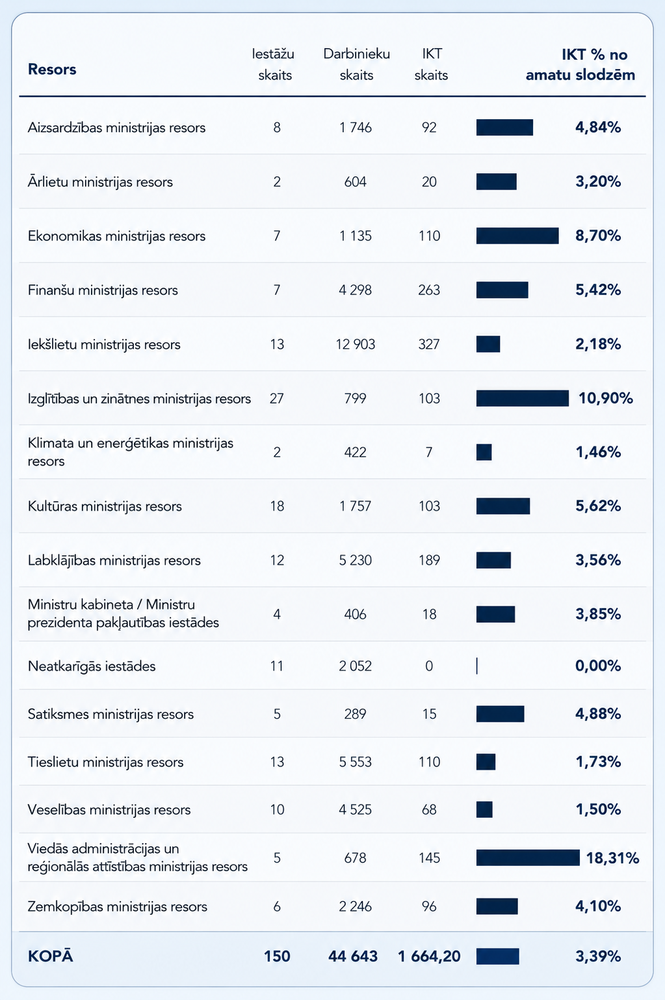 Resors Iestāžu skaits Darbinieku skaits IKT skaits IKT % no amatu slodzēm
Aizsardzības ministrijas resors 8 1 746 92 4,84%
Ārlietu ministrijas resors 2 604 20 3,20%
Ekonomikas ministrijas resors 7 1 135 110 8,70%
Finanšu ministrijas resors 7 4 298 263 5,42%
Iekšlietu ministrijas resors 13 12 903 327 2,18%
Izglītības un zinātnes ministrijas resors 27 799 103 10,90%
Klimata un enerģētikas ministrijas
resors 2 422 7 1,46%
Kultūras ministrijas resors 18 1 757 103 5,62%
Labklājības ministrijas resors 12 5 230 189 3,56%
Ministru kabineta / Ministru
prezidenta pakļautības iestādes 4 406 18 3,85%
Neatkarīgās iestādes 11 2 052 0 0,00%
Satiksmes ministrijas resors 5 289 15 4,88%
Tieslietu ministrijas resors 13 5 553 110 1,73%
Veselības ministrijas resors 10 4 525 68 1,50%
Viedās administrācijas un
reģionālās attīstības ministrijas resors 5 678 145 18,31%
Zemkopības ministrijas resors 6 2 246 96 4,10%
KOPĀ 150 44 643 1 664,20 3,39%